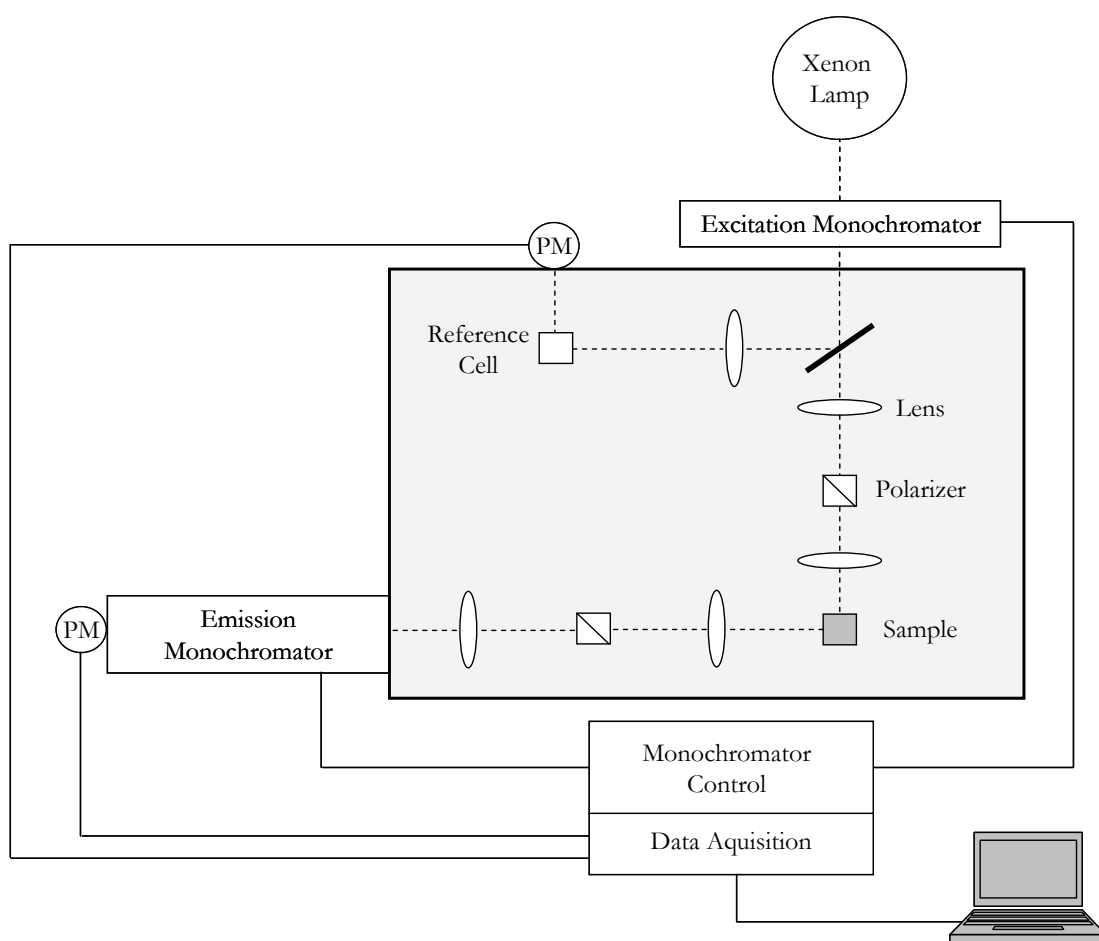 Xenon
Lamp
Excitation Monochromator
PM
Reference
Cell
Lens
Polarizer
Sample
PM
Emission
Monochromator
Monochromator
Control
Data Aquisition